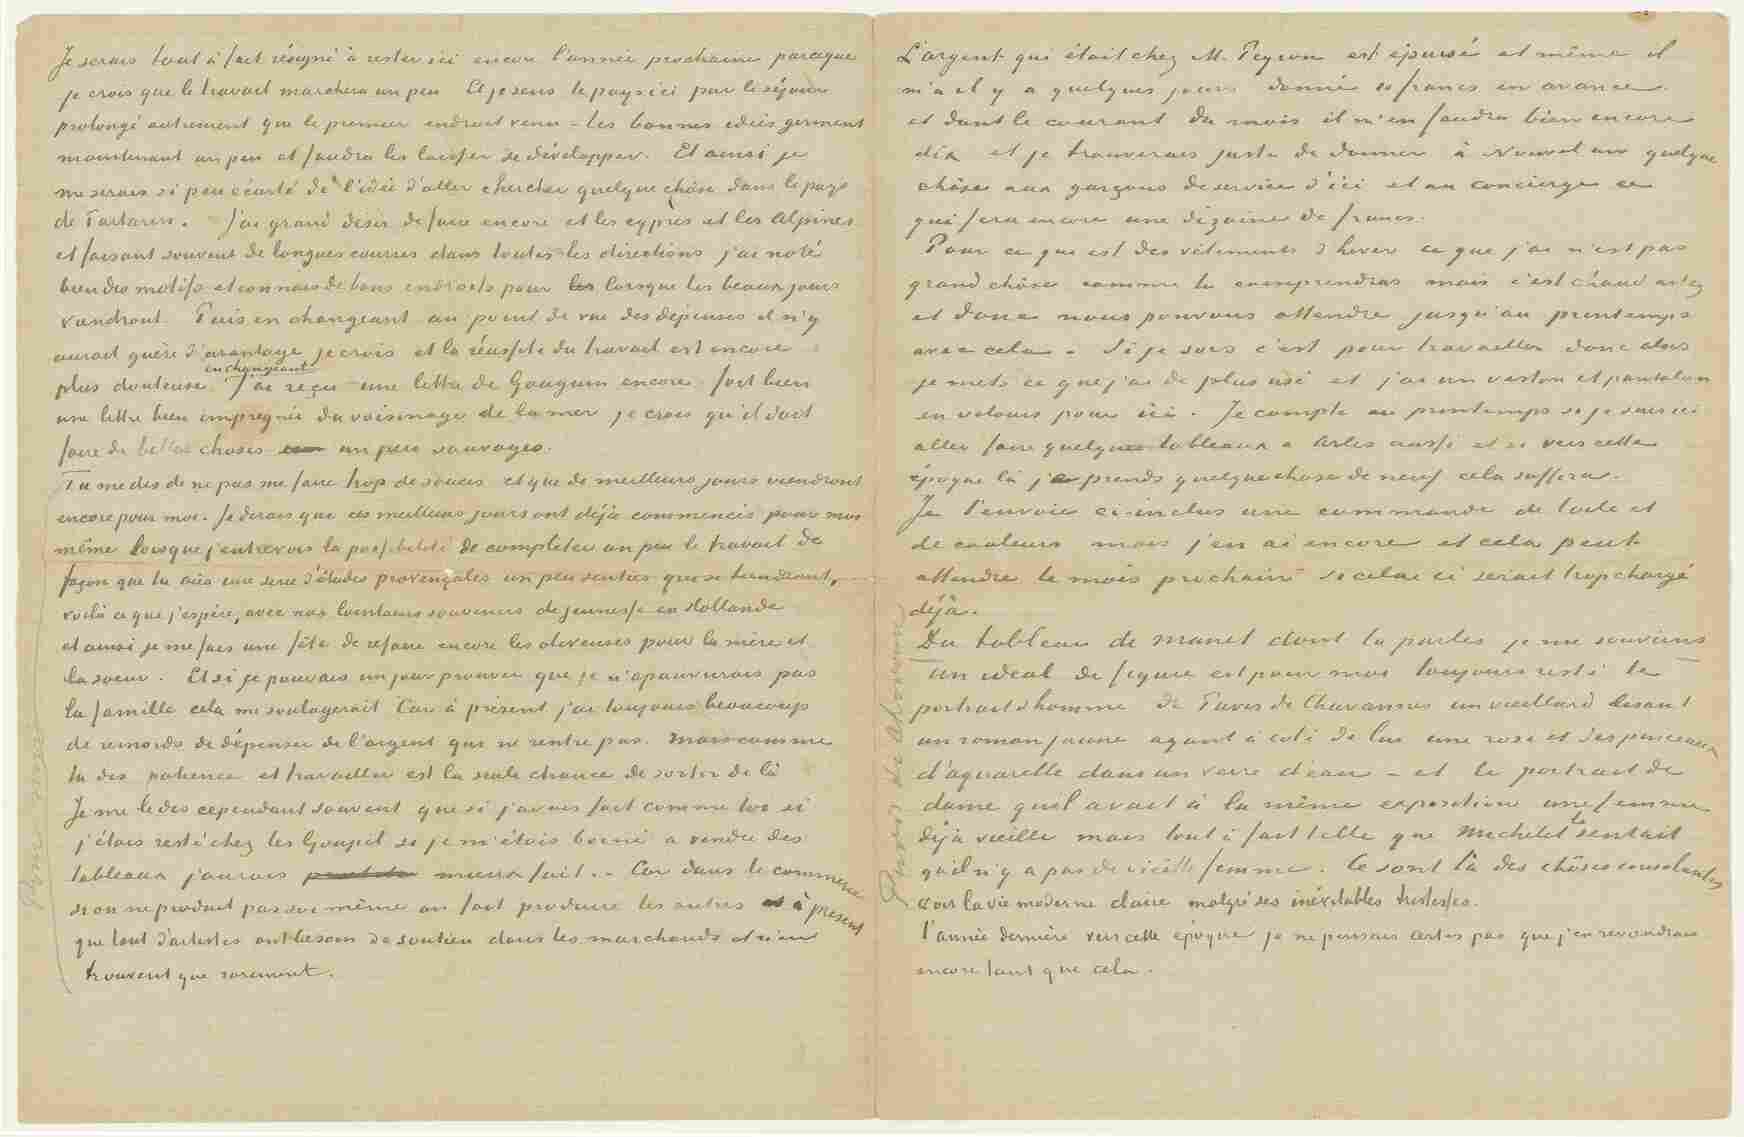 Je serais tout à fait résigné à rester ici encore l'année prochaine parceque
je crois que le travail marchera un peu Et je sens le pays ici par le séjour
prolongé autrement que le premier endroit venu – les bonnes idées germent
maintenant un peu et faudra les laisser se développer. Et ainsi je
me serais si peu écarté de l'idée d'aller chercher quelque chôse dans le pays
de Tartarin. J'ai grand désir de faire encore et les cyprès et les Alpines
et faisant souvent de longues courses dans toutes les directions j'ai noté
bien des motifs et connais de bons endroits pour les lorsque les beaux jours
viendront. Puis en changeant au point de vue des dépenses il n'y
aurait guère d'avantage je crois et la réussite du travail est encore
plus douteuse en changeant. J'ai reçu une lettre de Gauguin encore fort bien
une lettre bien imprégnée du voisinage de la mer je crois qu'il doit
faire de belles choses un peu sauvages.
Tu me dis de ne pas me faire trop de soucis et que de meilleurs jours viendront
encore pour moi. Je dirais que ces meilleurs jours ont déjà commencés pour moi
même lorsque j'entrevois la possibilité de completer un peu le travail de
façon que tu aies une serie d'études provençales un peu senties qui se tiendront,
voilà ce que j'espère, avec nos lointains souvenirs de jeunesse en Hollande
et ainsi je me fais une fête de refaire encore les oliveuses pour la mère et
la soeur. Et si je pouvais un jour prouver que je n'apauvrirais pas
la famille cela me soulagerait Car à présent j'ai toujours beaucoup
de remords de dépenser de l'argent qui ne rentre pas. Mais comme
tu dis patience et travailler est la seule chance de sortir de là
Je me le dis cependant souvent que si j'avais fait comme toi si
j'étais resté chez les Goupil si je m'étais borné à vendre des
tableaux j'aurais mieux fait. – Car dans le commerce
si on ne produit pas soi même on fait produire les autres à présent
que tant d'artistes ont besoin de soutien dans les marchands et n'en
trouvent que rarement.
L'argent qui était chez M. Peyron est épuisé et même il
m'a il y a quelques jours donné 10 francs en avance.
et dans le courant du mois il m'en faudra bien encore
dix et je trouverais juste de donner à Nouvel an quelque
chôse aux garçons de service d'ici et au concierge ce
qui fera encore une dizaine de francs.
Pour ce qui est des vêtements d'hiver ce que j'ai n'est pas
grand chôse comme tu comprendras mais c'est chaud assez
et donc nous pouvons attendre jusqu'au printemps
avec cela. – Si je sors c'est pour travailler donc alors
je mets ce que j'ai de plus usé et j'ai un veston et pantalon
en velours pour ici. Je compte au printemps si je suis ici
aller faire quelques tableaux à Arles aussi et si vers cette
époque là je prends quelque chose de neuf cela suffira.
Je t'envoie ci-inclus une commande de toile et
de couleurs mais j'en ai encore et cela peut
attendre le mois prochain si celui ci serait trop chargé
déjà.
Du tableau de Manet dont tu parles je me souviens
Un ideal de figure est pour moi toujours resté le
portrait d'homme de Puvis de Chavannes un vieillard lisant
un roman jaune ayant à coté de lui une rose et des pinceaux
d'aquarelle dans un verre d'eau – et le portrait de
dame qu'il avait à la même exposition une femme
déjà vieille mais tout à fait telle que Michelet le sentait
qu'il n'y a pas de vieille femme. Ce sont là des chôses consolantes
voir la vie moderne claire malgré ses inévitables tristesses.
l'année dernière vers cette époque je ne pensais certes pas que j'en reviendrais
encore tant que cela.
Puvis de Chavannes